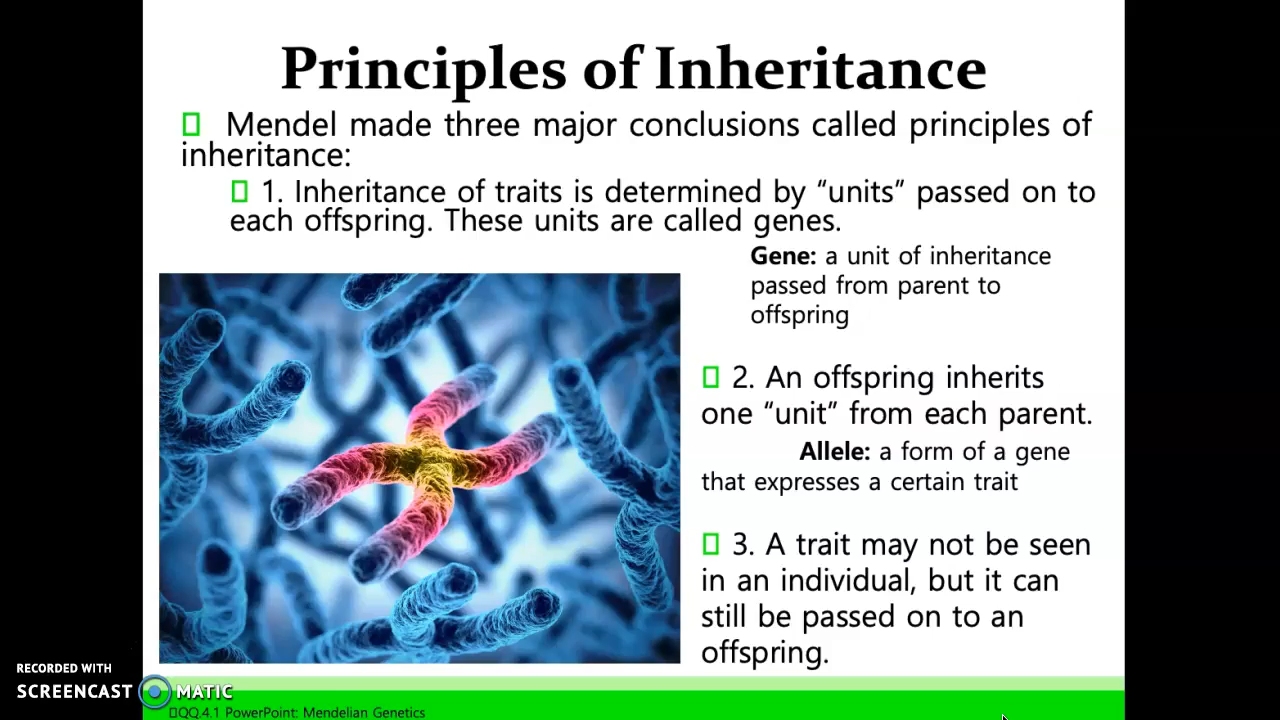 Principles of Inheritance
Mendel made three major conclusions called principles of
inheritance:
1. Inheritance of traits is determined by “units” passed on to
each offspring. These units are called genes.
Gene: a unit of inheritance
passed from parent to
offspring
2. An offspring inherits
one “unit” from each parent.
Allele: a form of a gene
that expresses a certain trait
3. A trait may not be seen
in an individual, but it can
still be passed on to an
offspring.
RECORDED WITH
SCREENCAST MATIC
QQ.4.1 PowerPoint: Mendelian Genetics